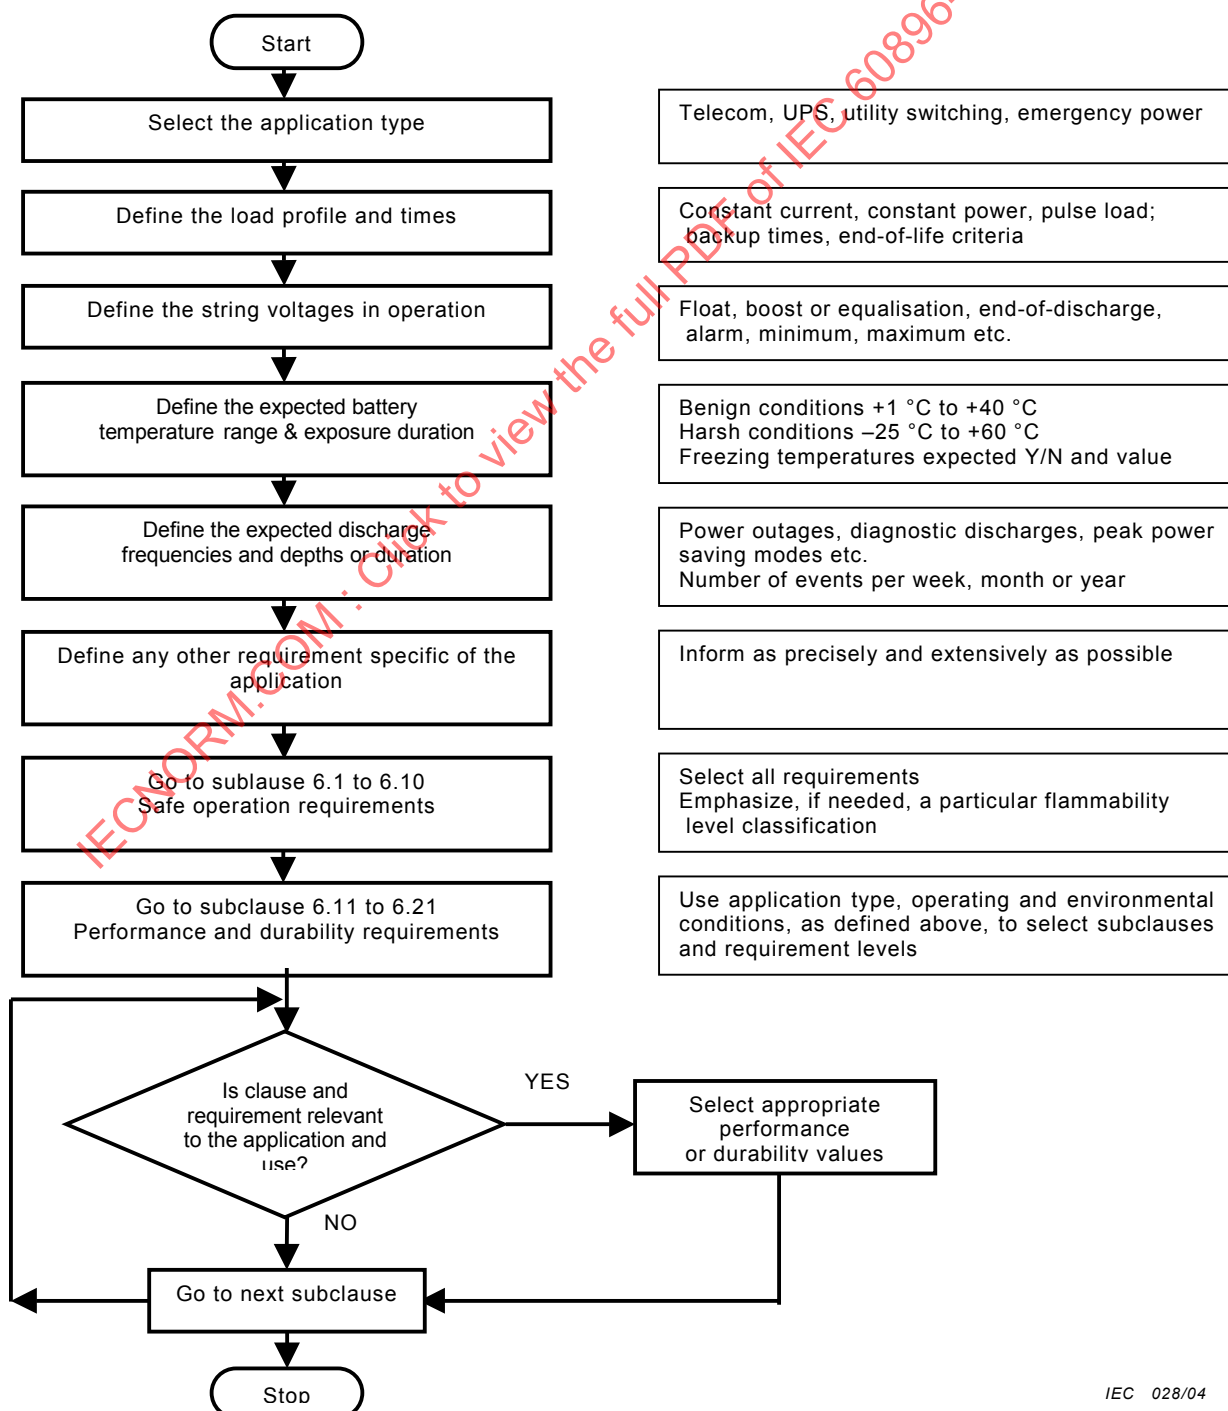 Start
Select the application type
Telecom, UPS, utility switching, emergency power
Define the load profile and times
Constant current, constant power, pulse load;
backup times, end-of-life criteria
Define the string voltages in operation
Float, boost or equalisation, end-of-discharge,
alarm, minimum, maximum etc.
Define the expected battery
temperature range & exposure duration
Benign conditions +1 °C to +40 °C
Harsh conditions –25 °C to +60 °C
Freezing temperatures expected Y/N and value
Define the expected discharge
frequencies and depths or duration
Power outages, diagnostic discharges, peak power
saving modes etc.
Number of events per week, month or year
Define any other requirement specific of the
application
Inform as precisely and extensively as possible
Go to sublause 6.1 to 6.10
Safe operation requirements
Select all requirements
Emphasize, if needed, a particular flammability
level classification
Go to subclause 6.11 to 6.21
Performance and durability requirements
Use application type, operating and environmental
conditions, as defined above, to select subclauses
and requirement levels
Is clause and
requirement relevant
to the application and
use?
YES
Select appropriate
performance
or durability values
NO
Go to next subclause
Stop
IEC 028/04
IECNORM.COM : Click to view the full PDF of IEC 60896